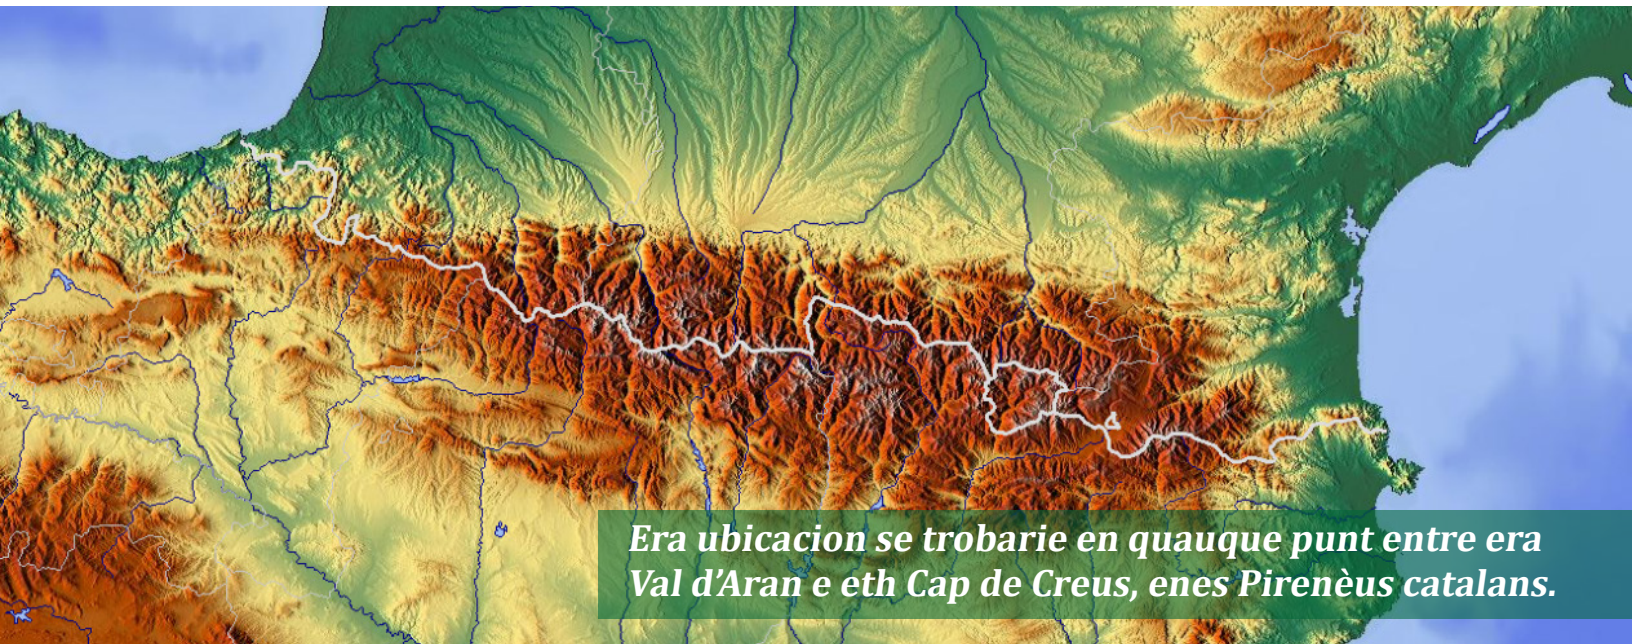 Era ubicacion se trobarie en quauque punt entre era
Val d’Aran e eth Cap de Creus, enes Pirenèus catalans.